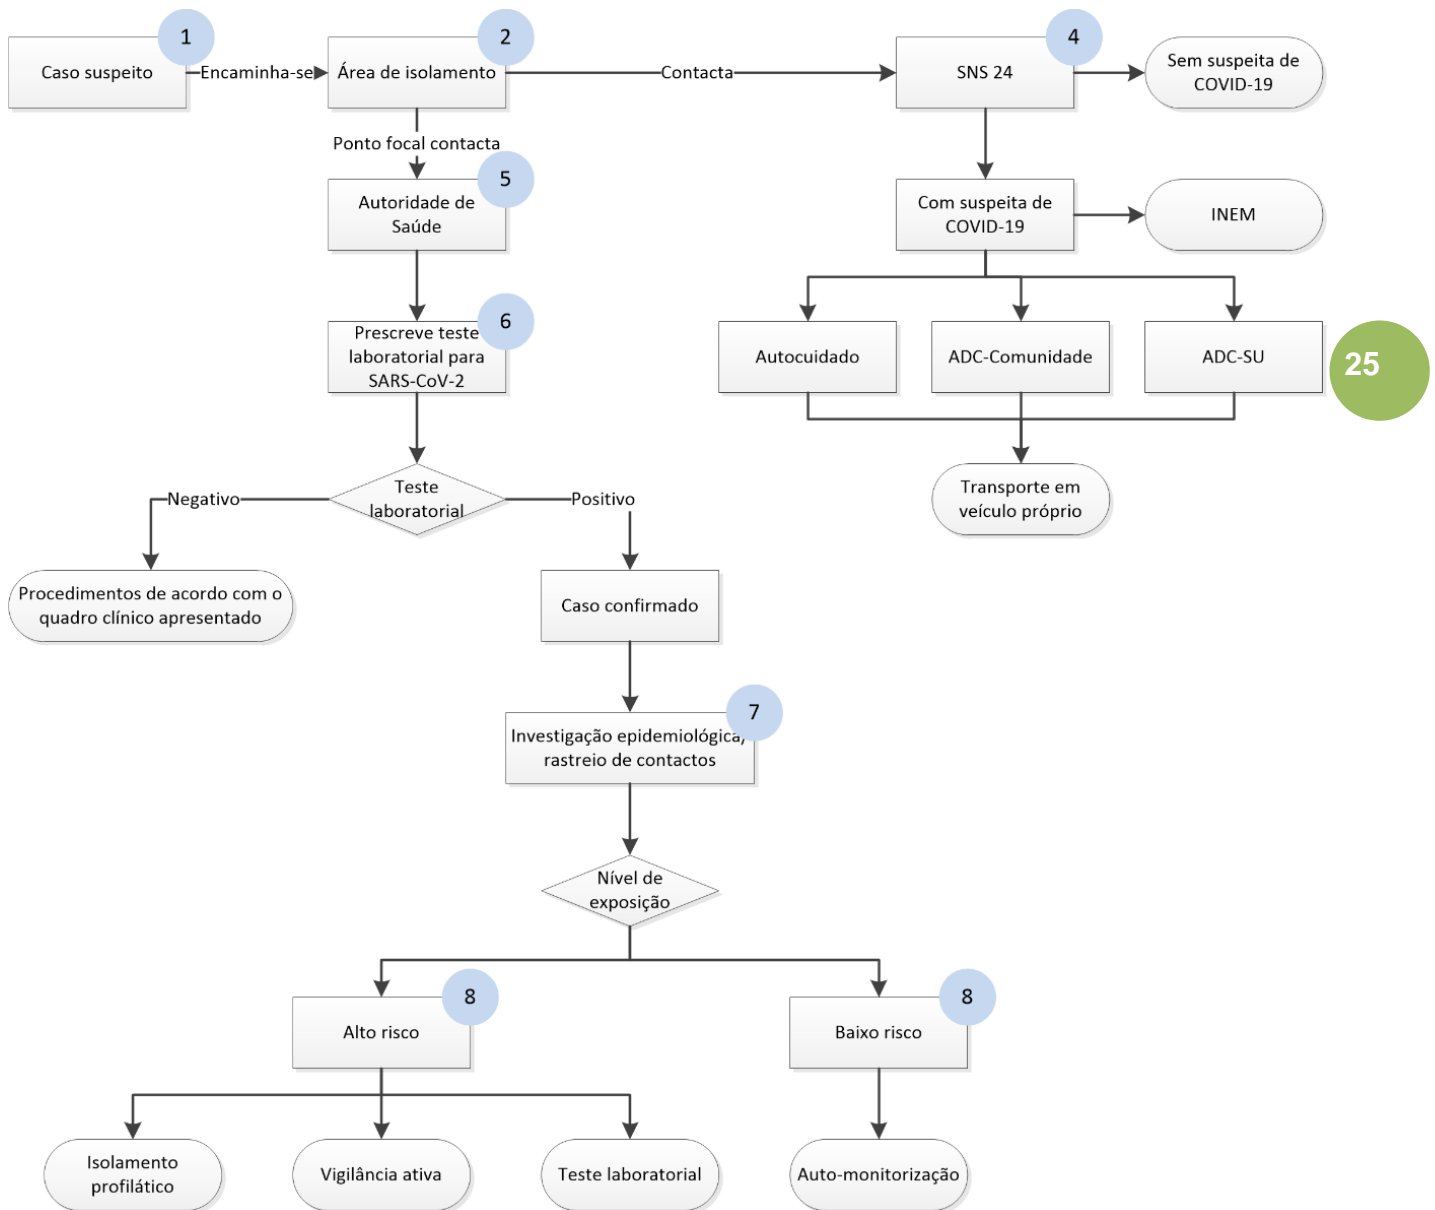 1
2
4
Caso suspeito
Encaminha-se
Área de isolamento
Contacta
SNS 24
Sem suspeita de
COVID-19
Ponto focal contacta
5
Autoridade de
Saúde
Com suspeita de
COVID-19
INEM
6
Prescreve teste
laboratorial para
SARS-CoV-2
Autocuidado
ADC-Comunidade
ADC-SU
25
Negativo
Teste
laboratorial
Positivo
Transporte em
veículo próprio
Procedimentos de acordo com o
quadro clínico apresentado
Caso confirmado
7
Investigação epidemiológica/
rastreio de contactos
Nível de
exposição
8
8
Alto risco
Baixo risco
Isolamento
profilático
Vigilância ativa
Teste laboratorial
Auto-monitorização